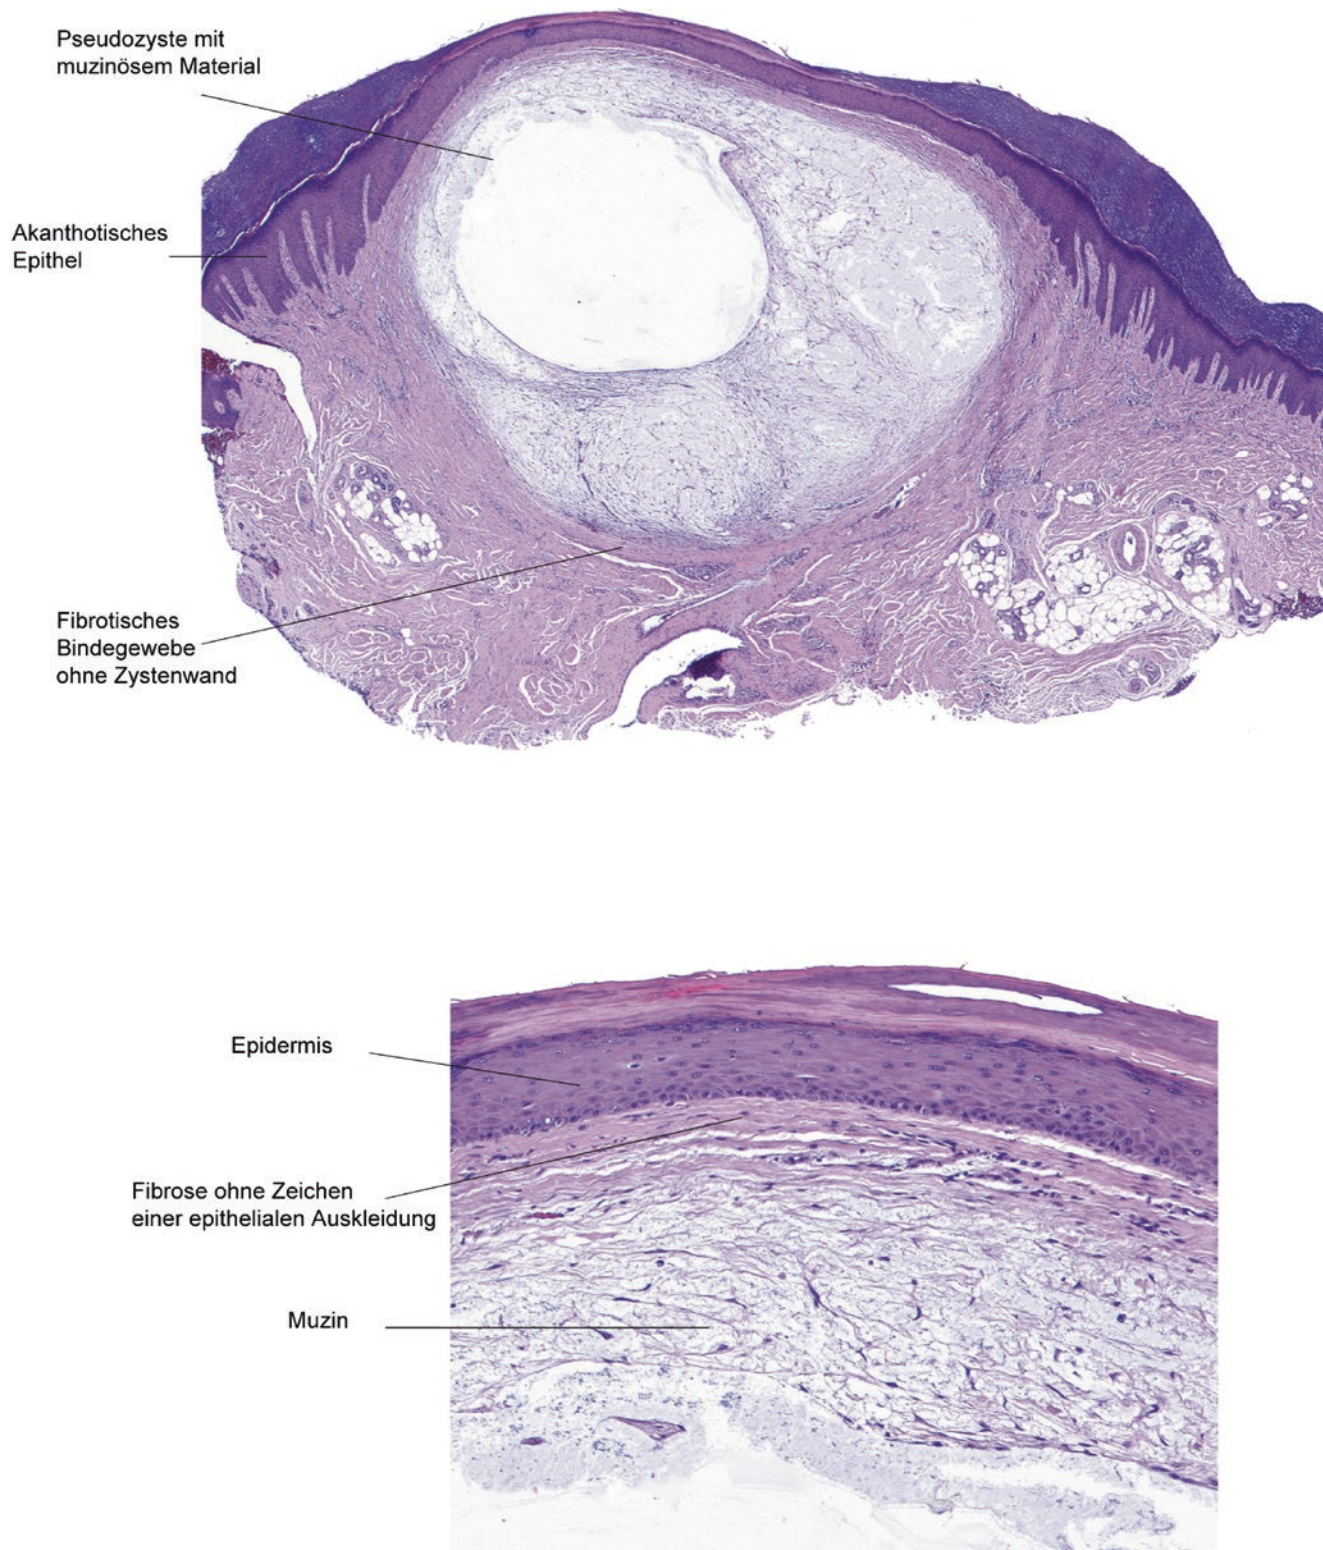 Pseudozyste mit
muzinösem Material
Akanthotisches
Epithel
Fibrotisches
Bindegewebe
ohne Zystenwand
Epidermis
Fibrose ohne Zeichen
einer epithelialen Auskleidung
Muzin